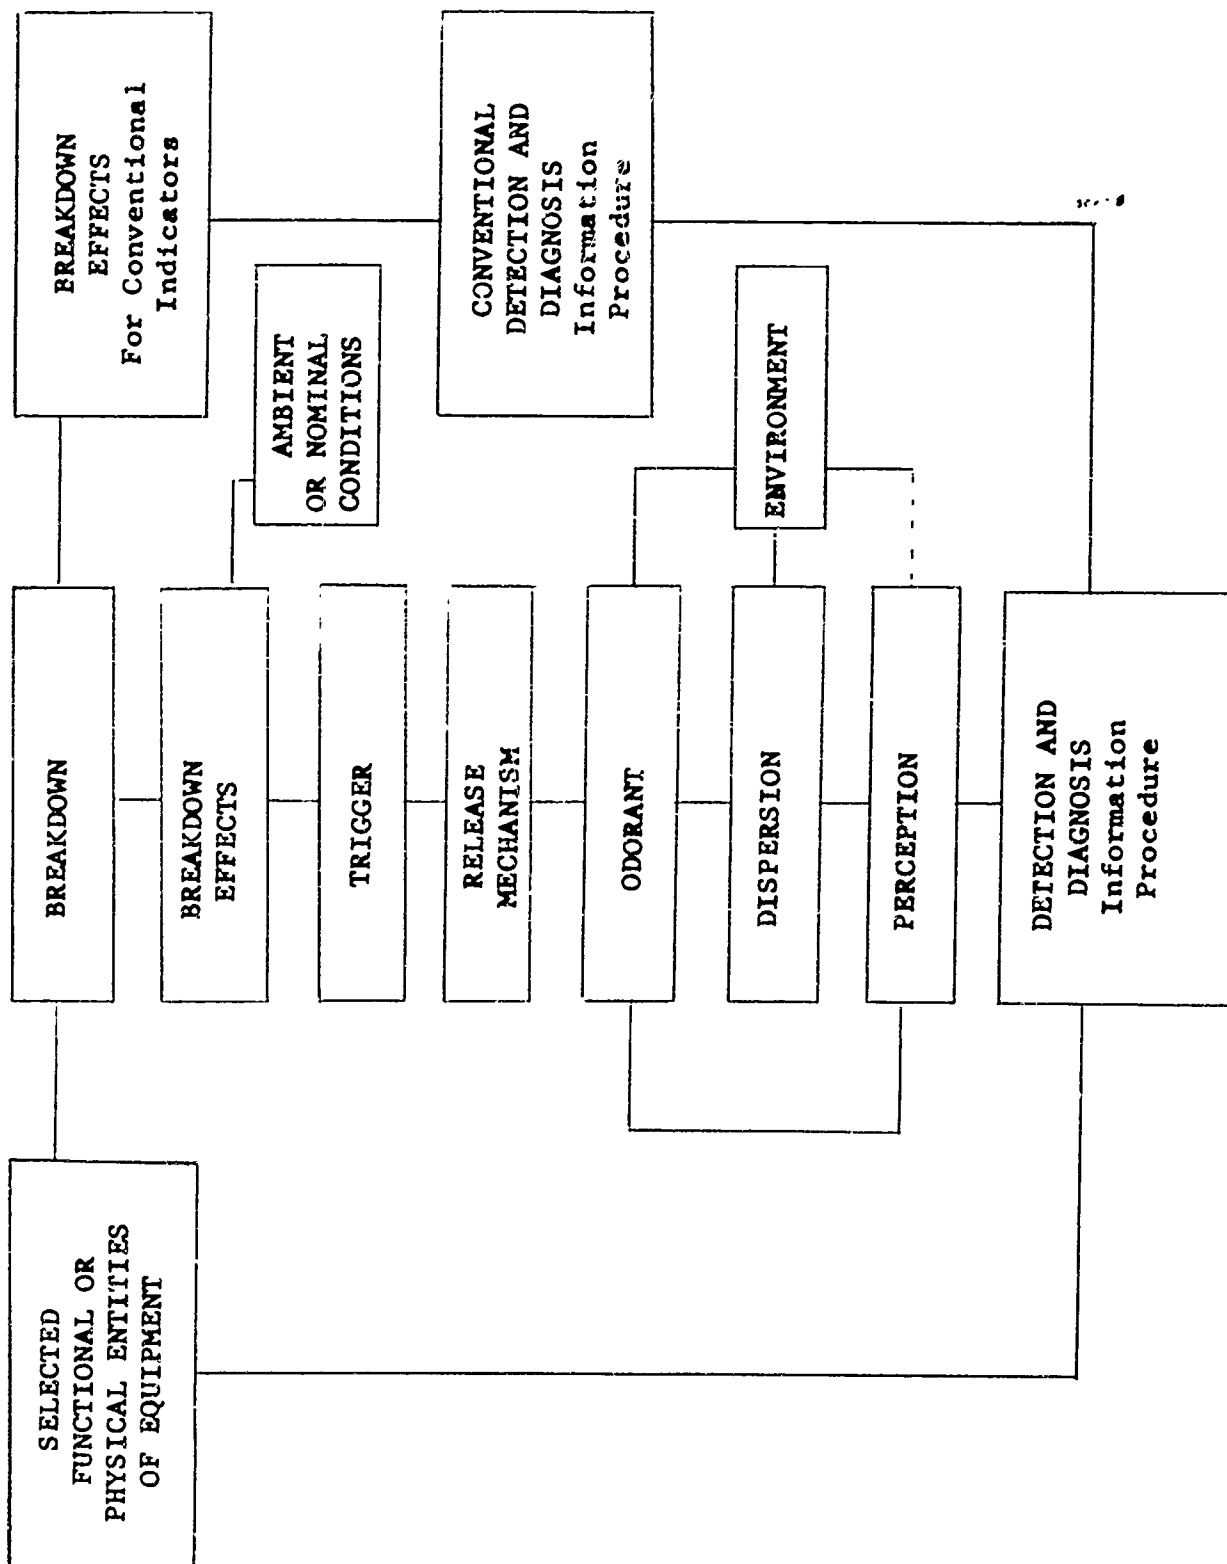 SELECTED
FUNCTIONAL OR
PHYSICAL ENTITIES
OF EQUIPMENT
BREAKDOWN
BREAKDOWN
EFFECTS
For Conventional
Indicators
BREAKDOWN
EFFECTS
AMBIENT
OR NOMINAL
CONDITIONS
TRIGGER
RELEASE
MECHANISM
CONVENTIONAL
DETECTION AND
DIAGNOSIS
Information
Procedure
ODORANT
DISPERSION
ENVIRONMENT
PERCEPTION
DETECTION AND
DIAGNOSIS
Information
Procedure